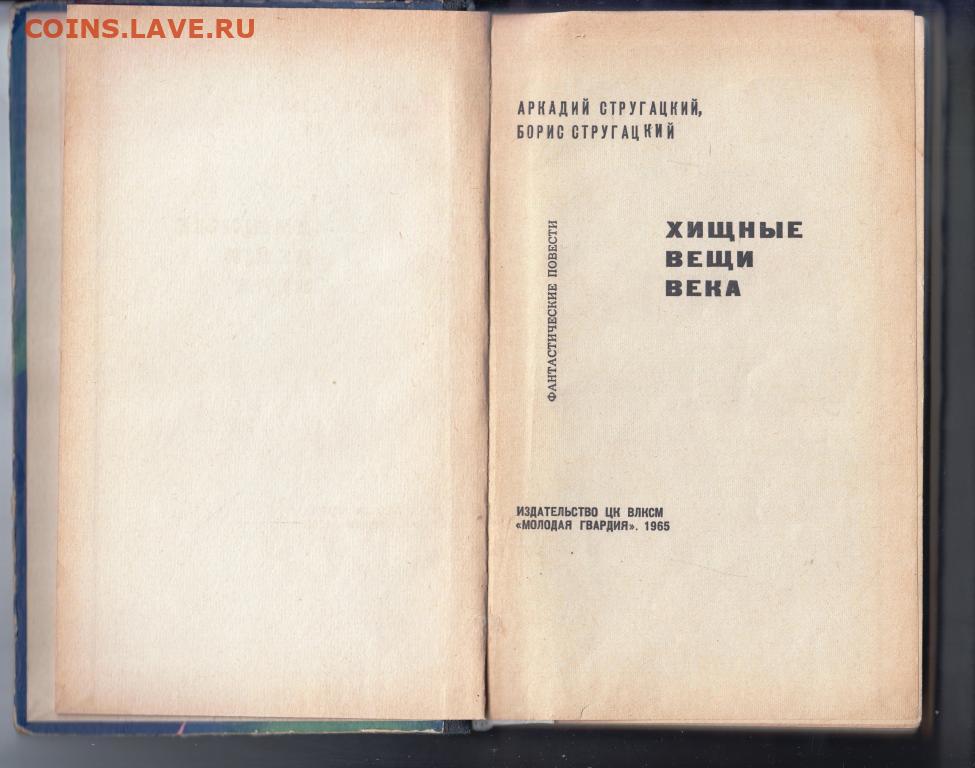 COINS.LAVE.RU
АРКАДИЙ СТРУГАЦКИЙ,
БОРИС СТРУГАЦКИЙ
ФАНТАСТИЧЕСКИЕ ПОВЕСТИ
ХИЩНЫЕ
ВЕЩИ
ВЕКА
ИЗДАТЕЛЬСТВО ЦК ВЛКСМ
«МОЛОДАЯ ГВАРДИЯ». 1965